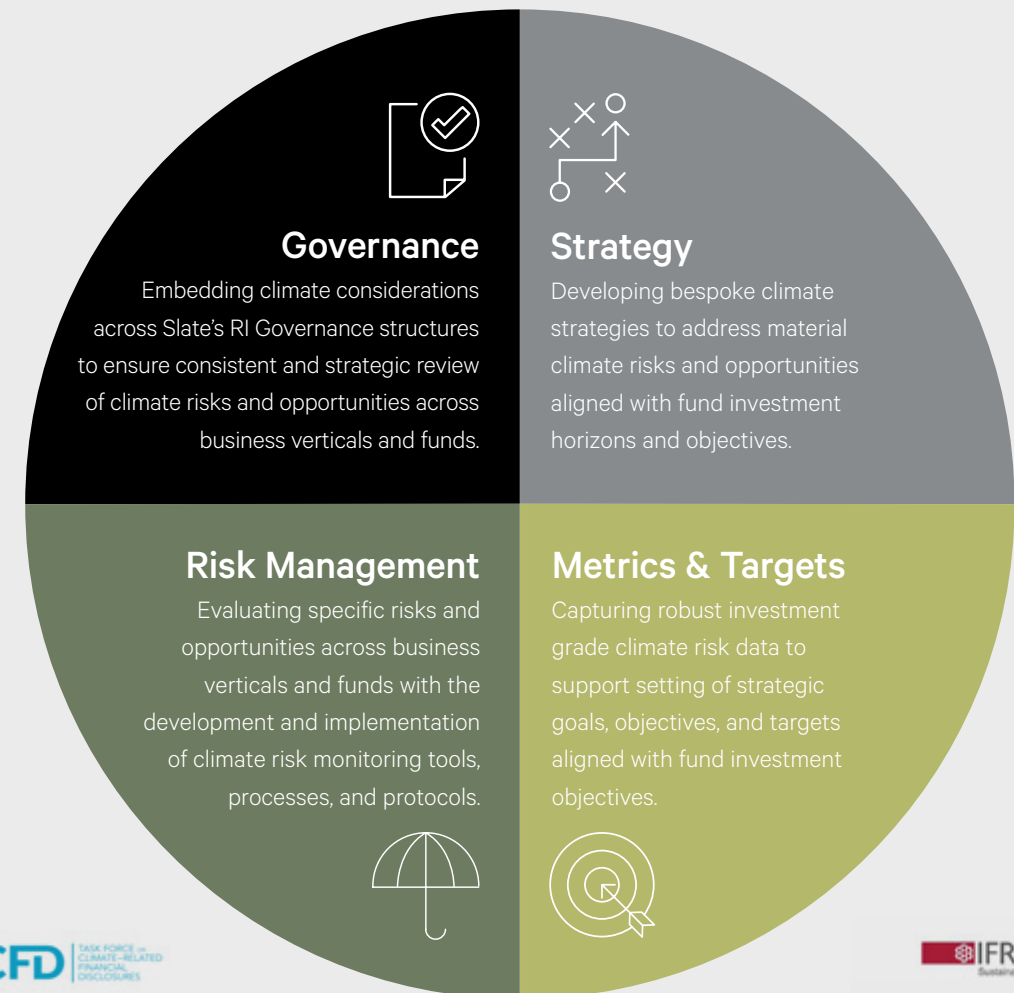 Governance
Embedding climate considerations
across Slate’s RI Governance structures
to ensure consistent and strategic review
of climate risks and opportunities across
business verticals and funds.
Strategy
Developing bespoke climate
strategies to address material
climate risks and opportunities
aligned with fund investment
horizons and objectives.
Risk Management
Evaluating specific risks and
opportunities across business
verticals and funds with the
development and implementation
of climate risk monitoring tools,
processes, and protocols.
Metrics & Targets
Capturing robust investment
grade climate risk data to
support setting of strategic
goals, objectives, and targets
aligned with fund investment
objectives.
CFD
TASK FORCE ON
CLIMATE-RELATED
FINANCIAL
DISCLOSURES
IFR